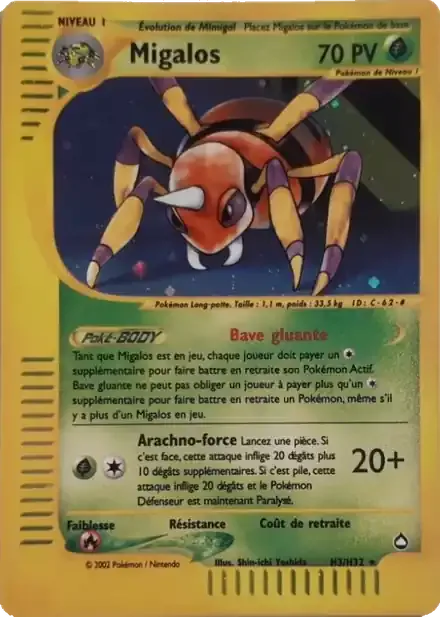 NIVEAU 1
Évolution de Mimigal Placez Migalos sur le Pokémon de base.
Migalos 70 PV
Pokémon de Niveau 1
Pokémon Long-patte. Taille : 1,1 m, poids : 33,5 kg ID: C-62-#
Poké-BODY Bave gluante
Tant que Migalos est en jeu, chaque joueur doit payer un
supplémentaire pour faire battre en retraite son Pokémon Actif.
Bave gluante ne peut pas obliger un joueur à payer plus qu'un
supplémentaire pour faire battre en retraite un Pokémon, même s'il
y a plus d'un Migalos en jeu.
Arachno-force Lancez une pièce. Si
c'est face, cette attaque inflige 20 dégâts plus
10 dégâts supplémentaires. Si c'est pile, cette
attaque inflige 20 dégâts et le Pokémon
Défenseur est maintenant Paralysé.
20+
Faiblesse Résistance Coût de retraite
© 2002 Pokémon / Nintendo Illus. Shin-ichi Yoshida H3/H32